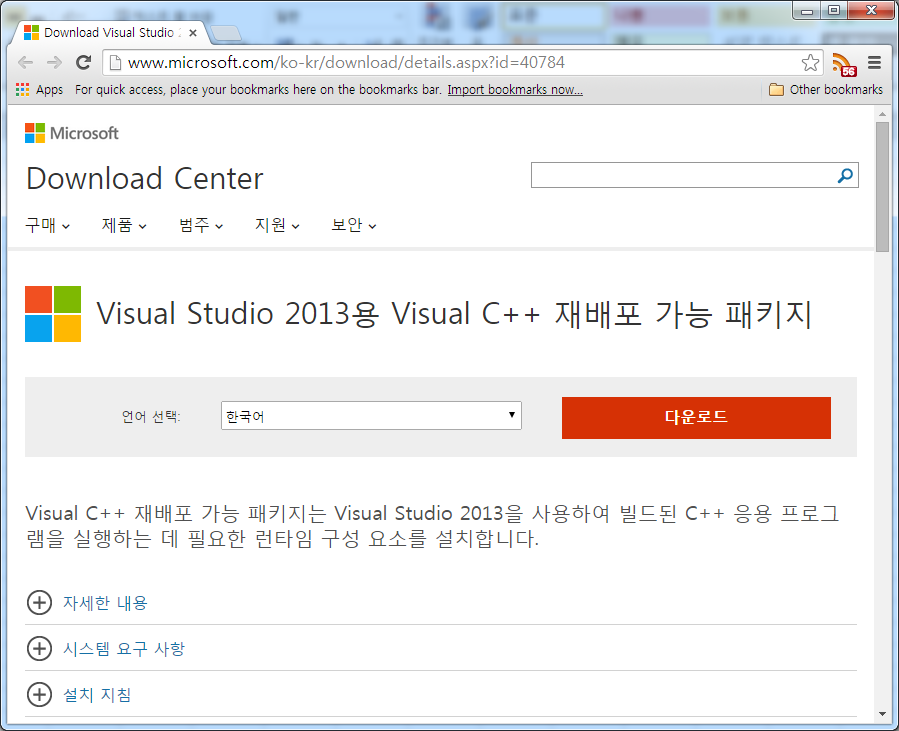 Download Visual Studio
www.microsoft.com/ko-kr/download/details.aspx?id=40784
56
Apps For quick access, place your bookmarks here on the bookmarks bar. Import bookmarks now... Other bookmarks
Microsoft
Download Center
구매 제품 범주 지원 보안
Visual Studio 2013용 Visual C++ 재배포 가능 패키지
언어 선택: 한국어 다운로드
Visual C++ 재배포 가능 패키지는 Visual Studio 2013을 사용하여 빌드된 C++ 응용 프로그
램을 실행하는 데 필요한 런타임 구성 요소를 설치합니다.
자세한 내용
시스템 요구 사항
설치 지침